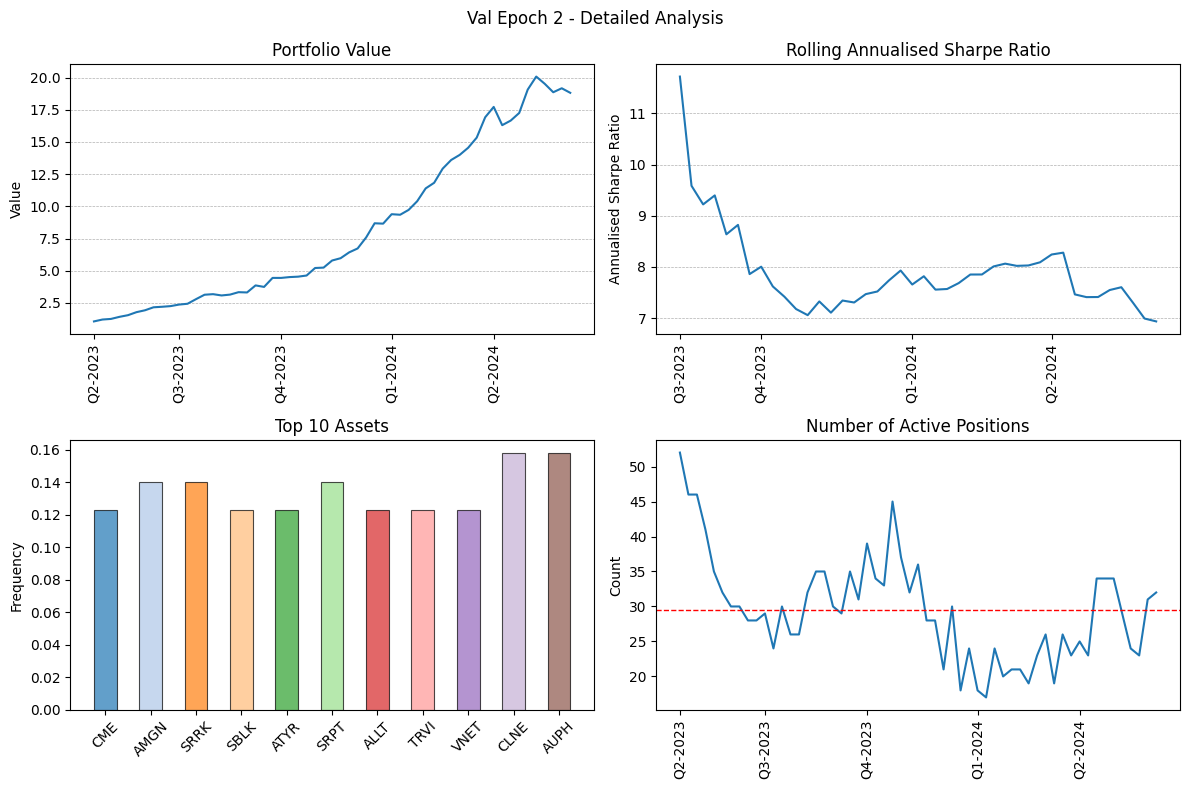 Val Epoch 2 - Detailed Analysis
Portfolio Value
Value
20.0
17.5
15.0
12.5
10.0
7.5
5.0
2.5
Q2-2023
Q3-2023
Q4-2023
Q1-2024
Q2-2024
Rolling Annualised Sharpe Ratio
Annualised Sharpe Ratio
11
10
9
8
7
Q3-2023
Q4-2023
Q1-2024
Q2-2024
Top 10 Assets
Frequency
0.16
0.14
0.12
0.10
0.08
0.06
0.04
0.02
0.00
CME
AMGN
SRRK
SBLK
ATYR
SRPT
ALLT
TRVI
VNET
CLNE
AUPH
Number of Active Positions
Count
50
45
40
35
30
25
20
Q2-2023
Q3-2023
Q4-2023
Q1-2024
Q2-2024